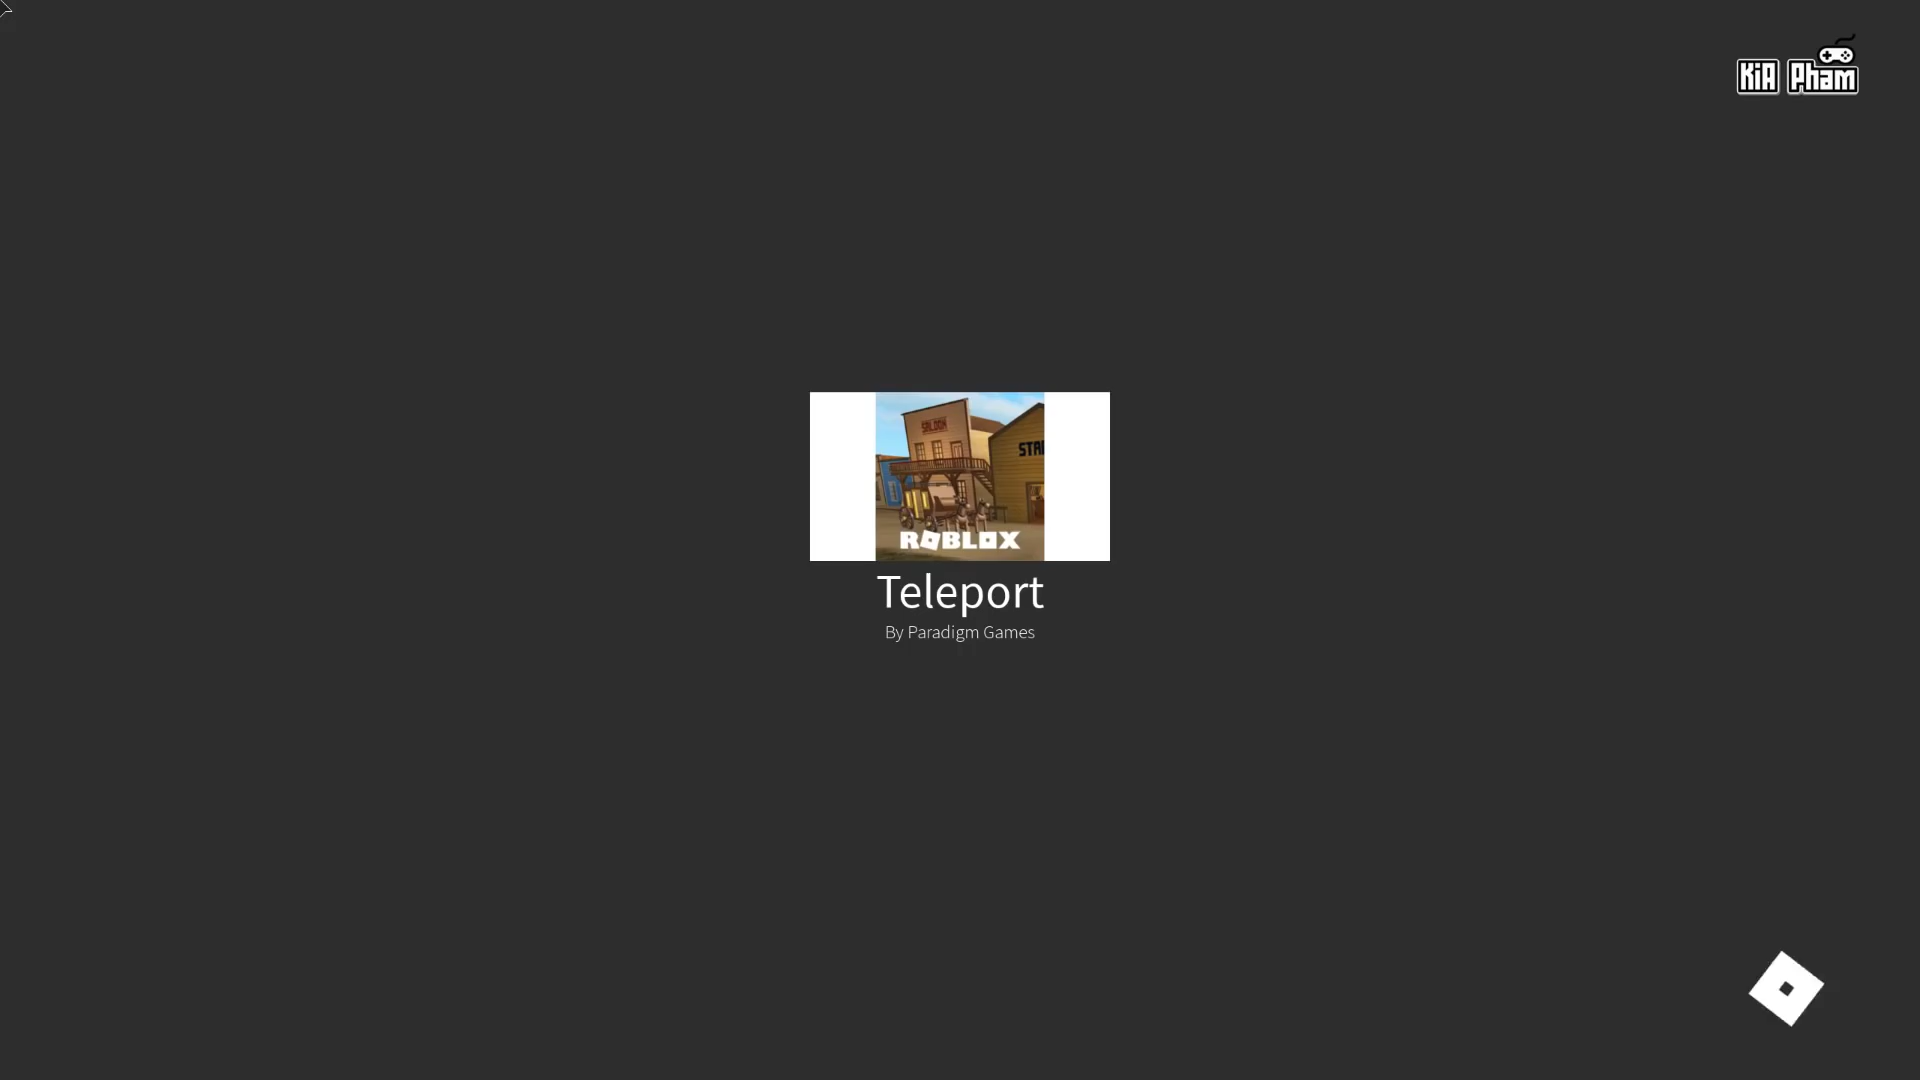 KiA Pham
SALOON
STA
ROBLOX
Teleport
By Paradigm Games